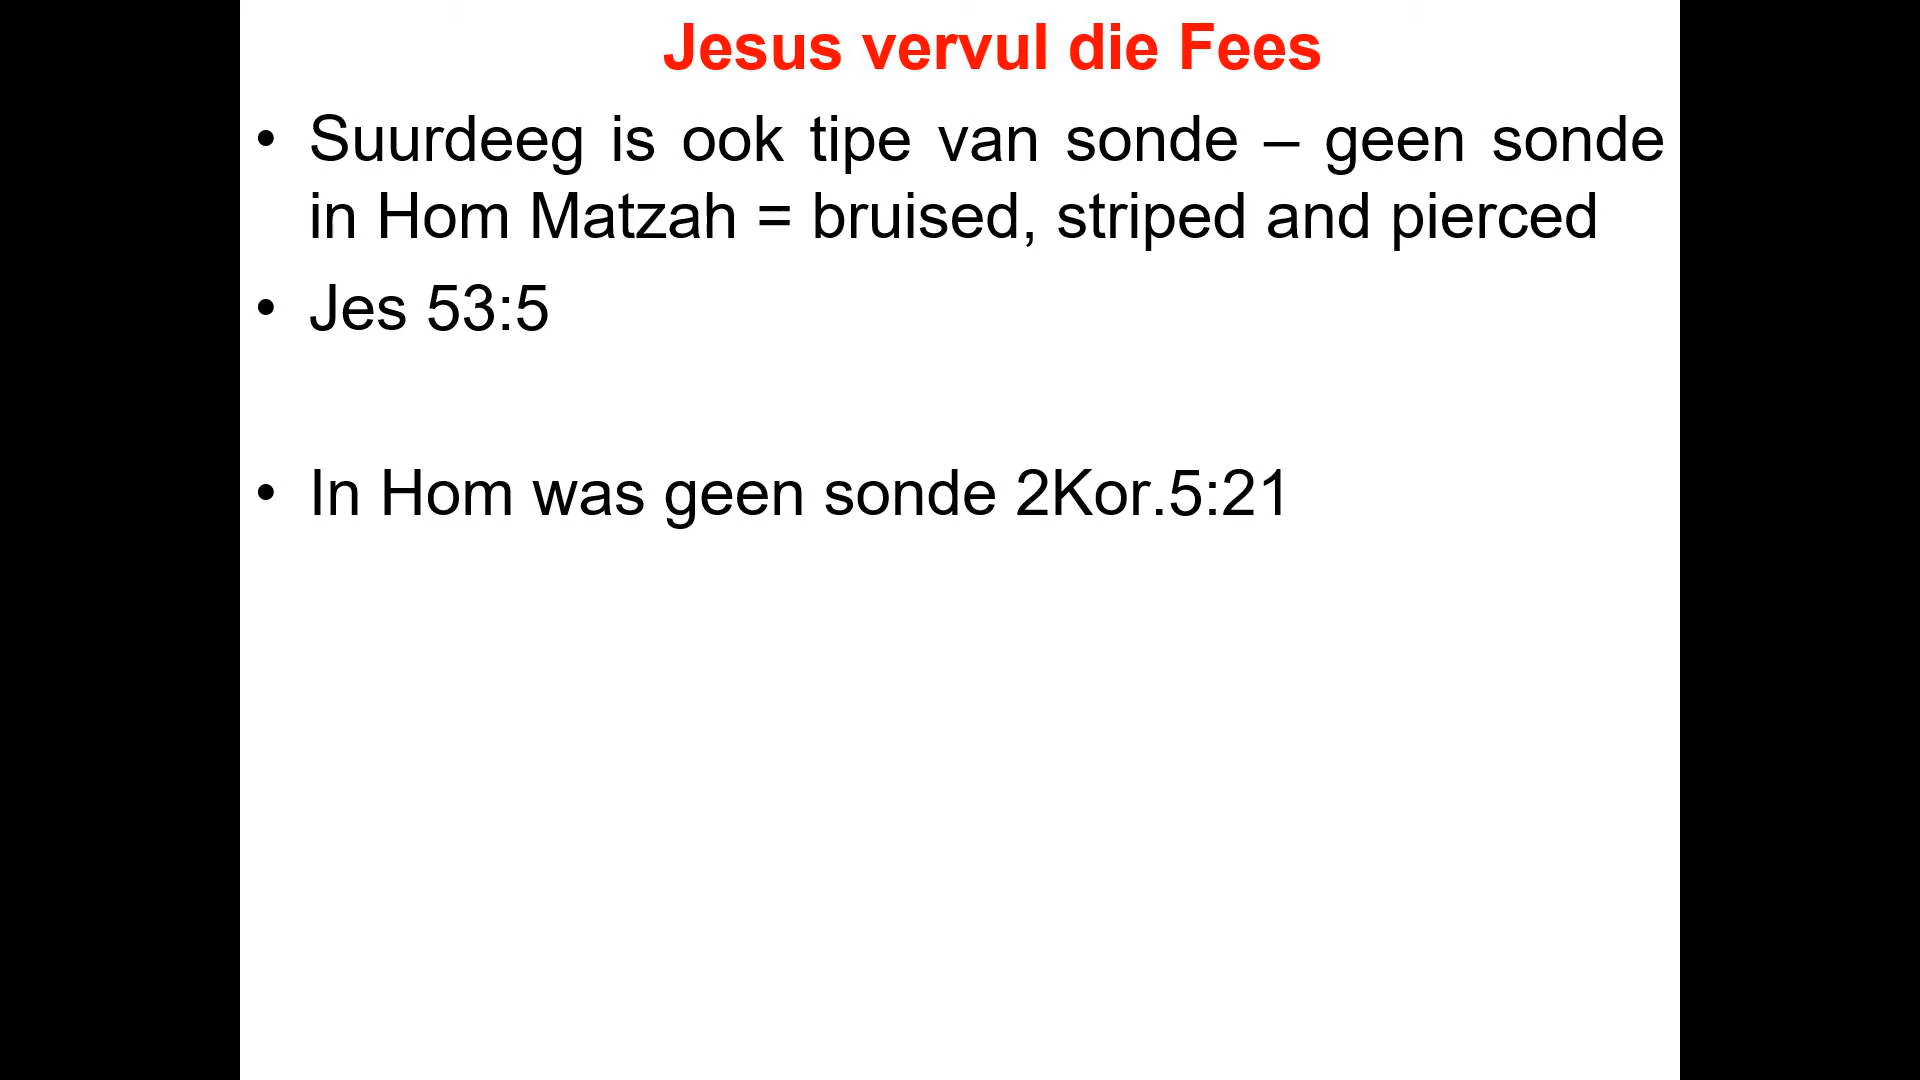 Jesus vervul die Fees
• Suurdeeg is ook tipe van sonde – geen sonde
in Hom Matzah = bruised, striped and pierced
• Jes 53:5
• In Hom was geen sonde 2Kor.5:21